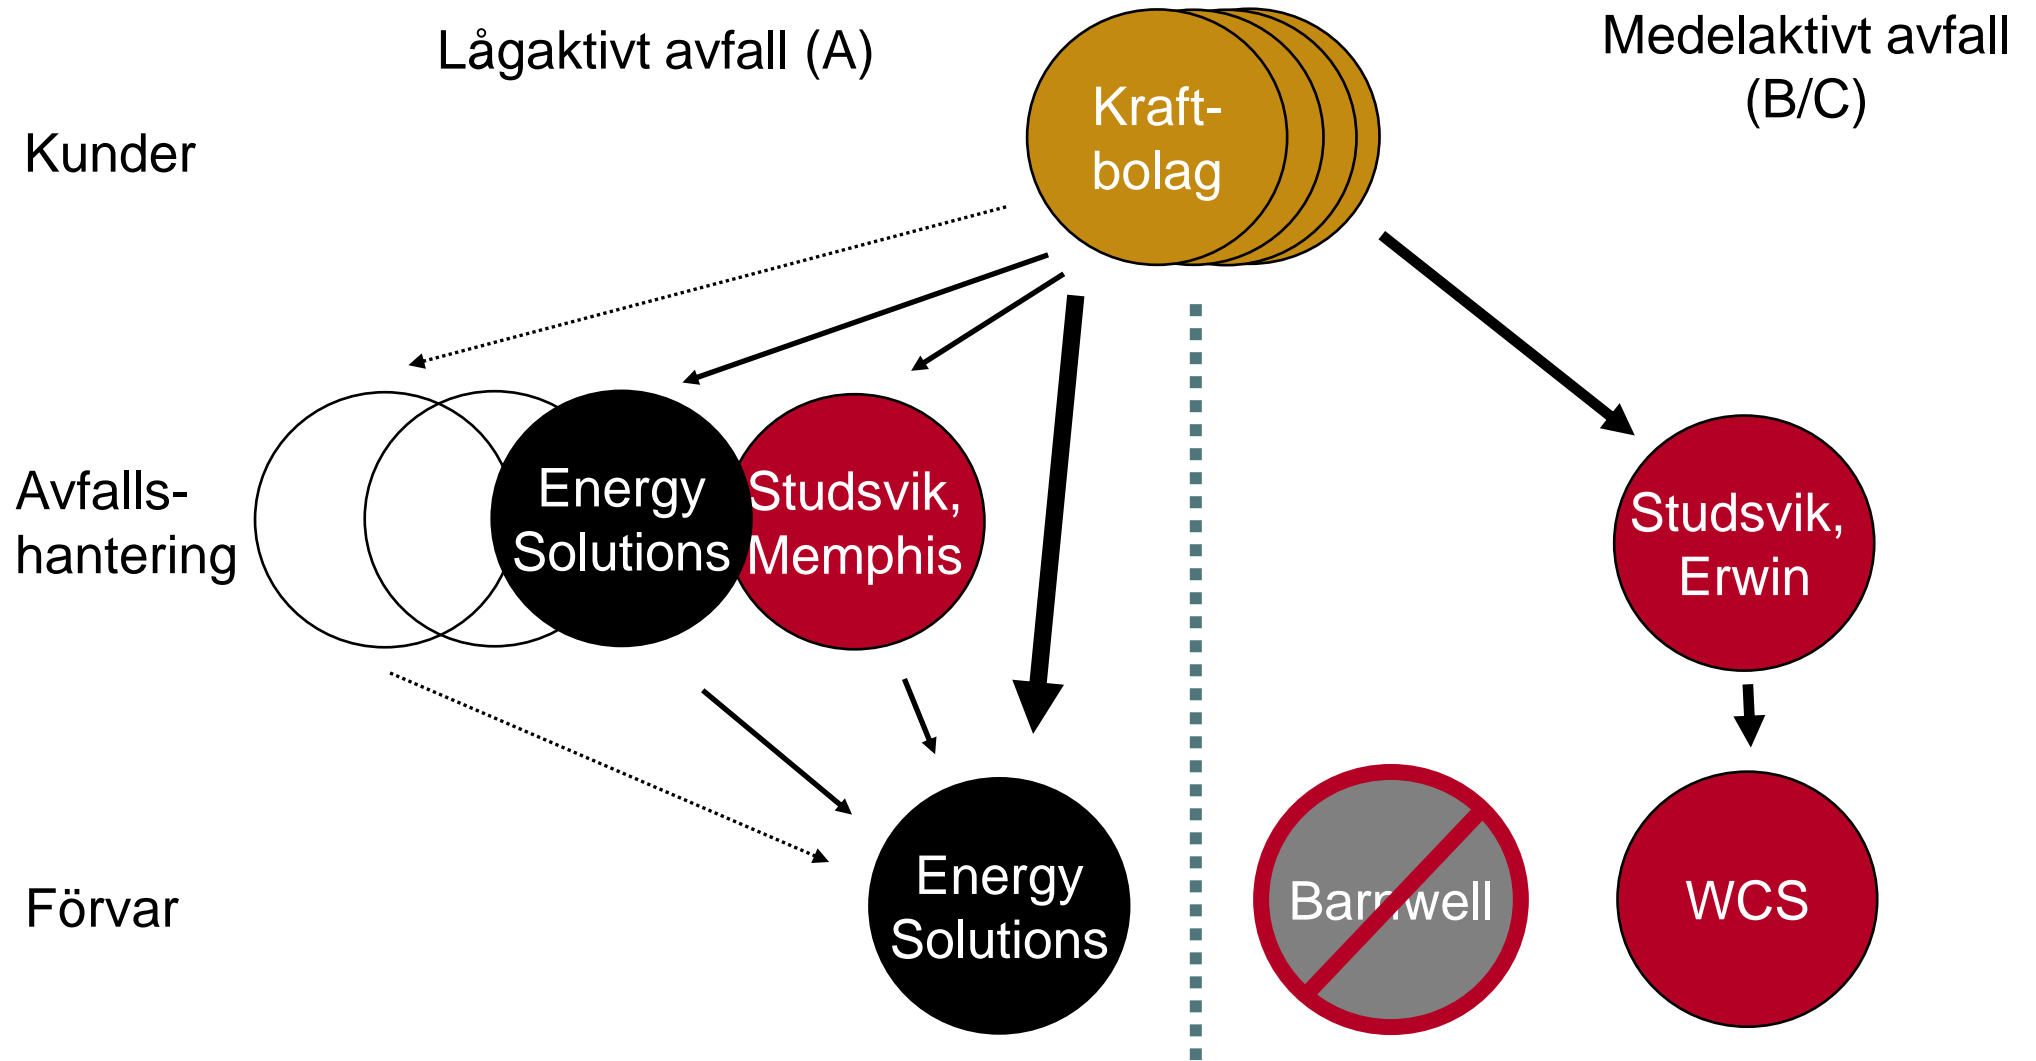 Lågaktivt avfall (A)
Medelaktivt avfall
(B/C)
Kunder
Kraft-
bolag
Avfalls-
hantering
Energy
Solutions
Studsvik,
Memphis
Studsvik,
Erwin
Förvar
Energy
Solutions
Barnwell
WCS